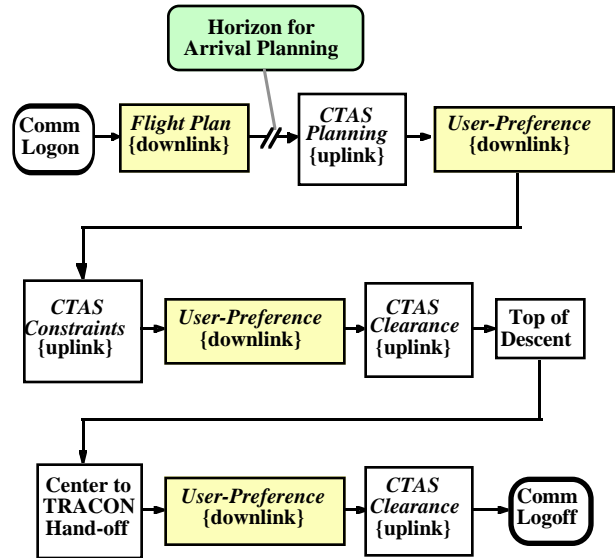 Horizon for
Arrival Planning
Comm
Logon
Flight Plan
{downlink}
CTAS
Planning
{uplink}
User-Preference
{downlink}
CTAS
Constraints
{uplink}
User-Preference
{downlink}
CTAS
Clearance
{uplink}
Top of
Descent
Center to
TRACON
Hand-off
User-Preference
{downlink}
CTAS
Clearance
{uplink}
Comm
Logoff